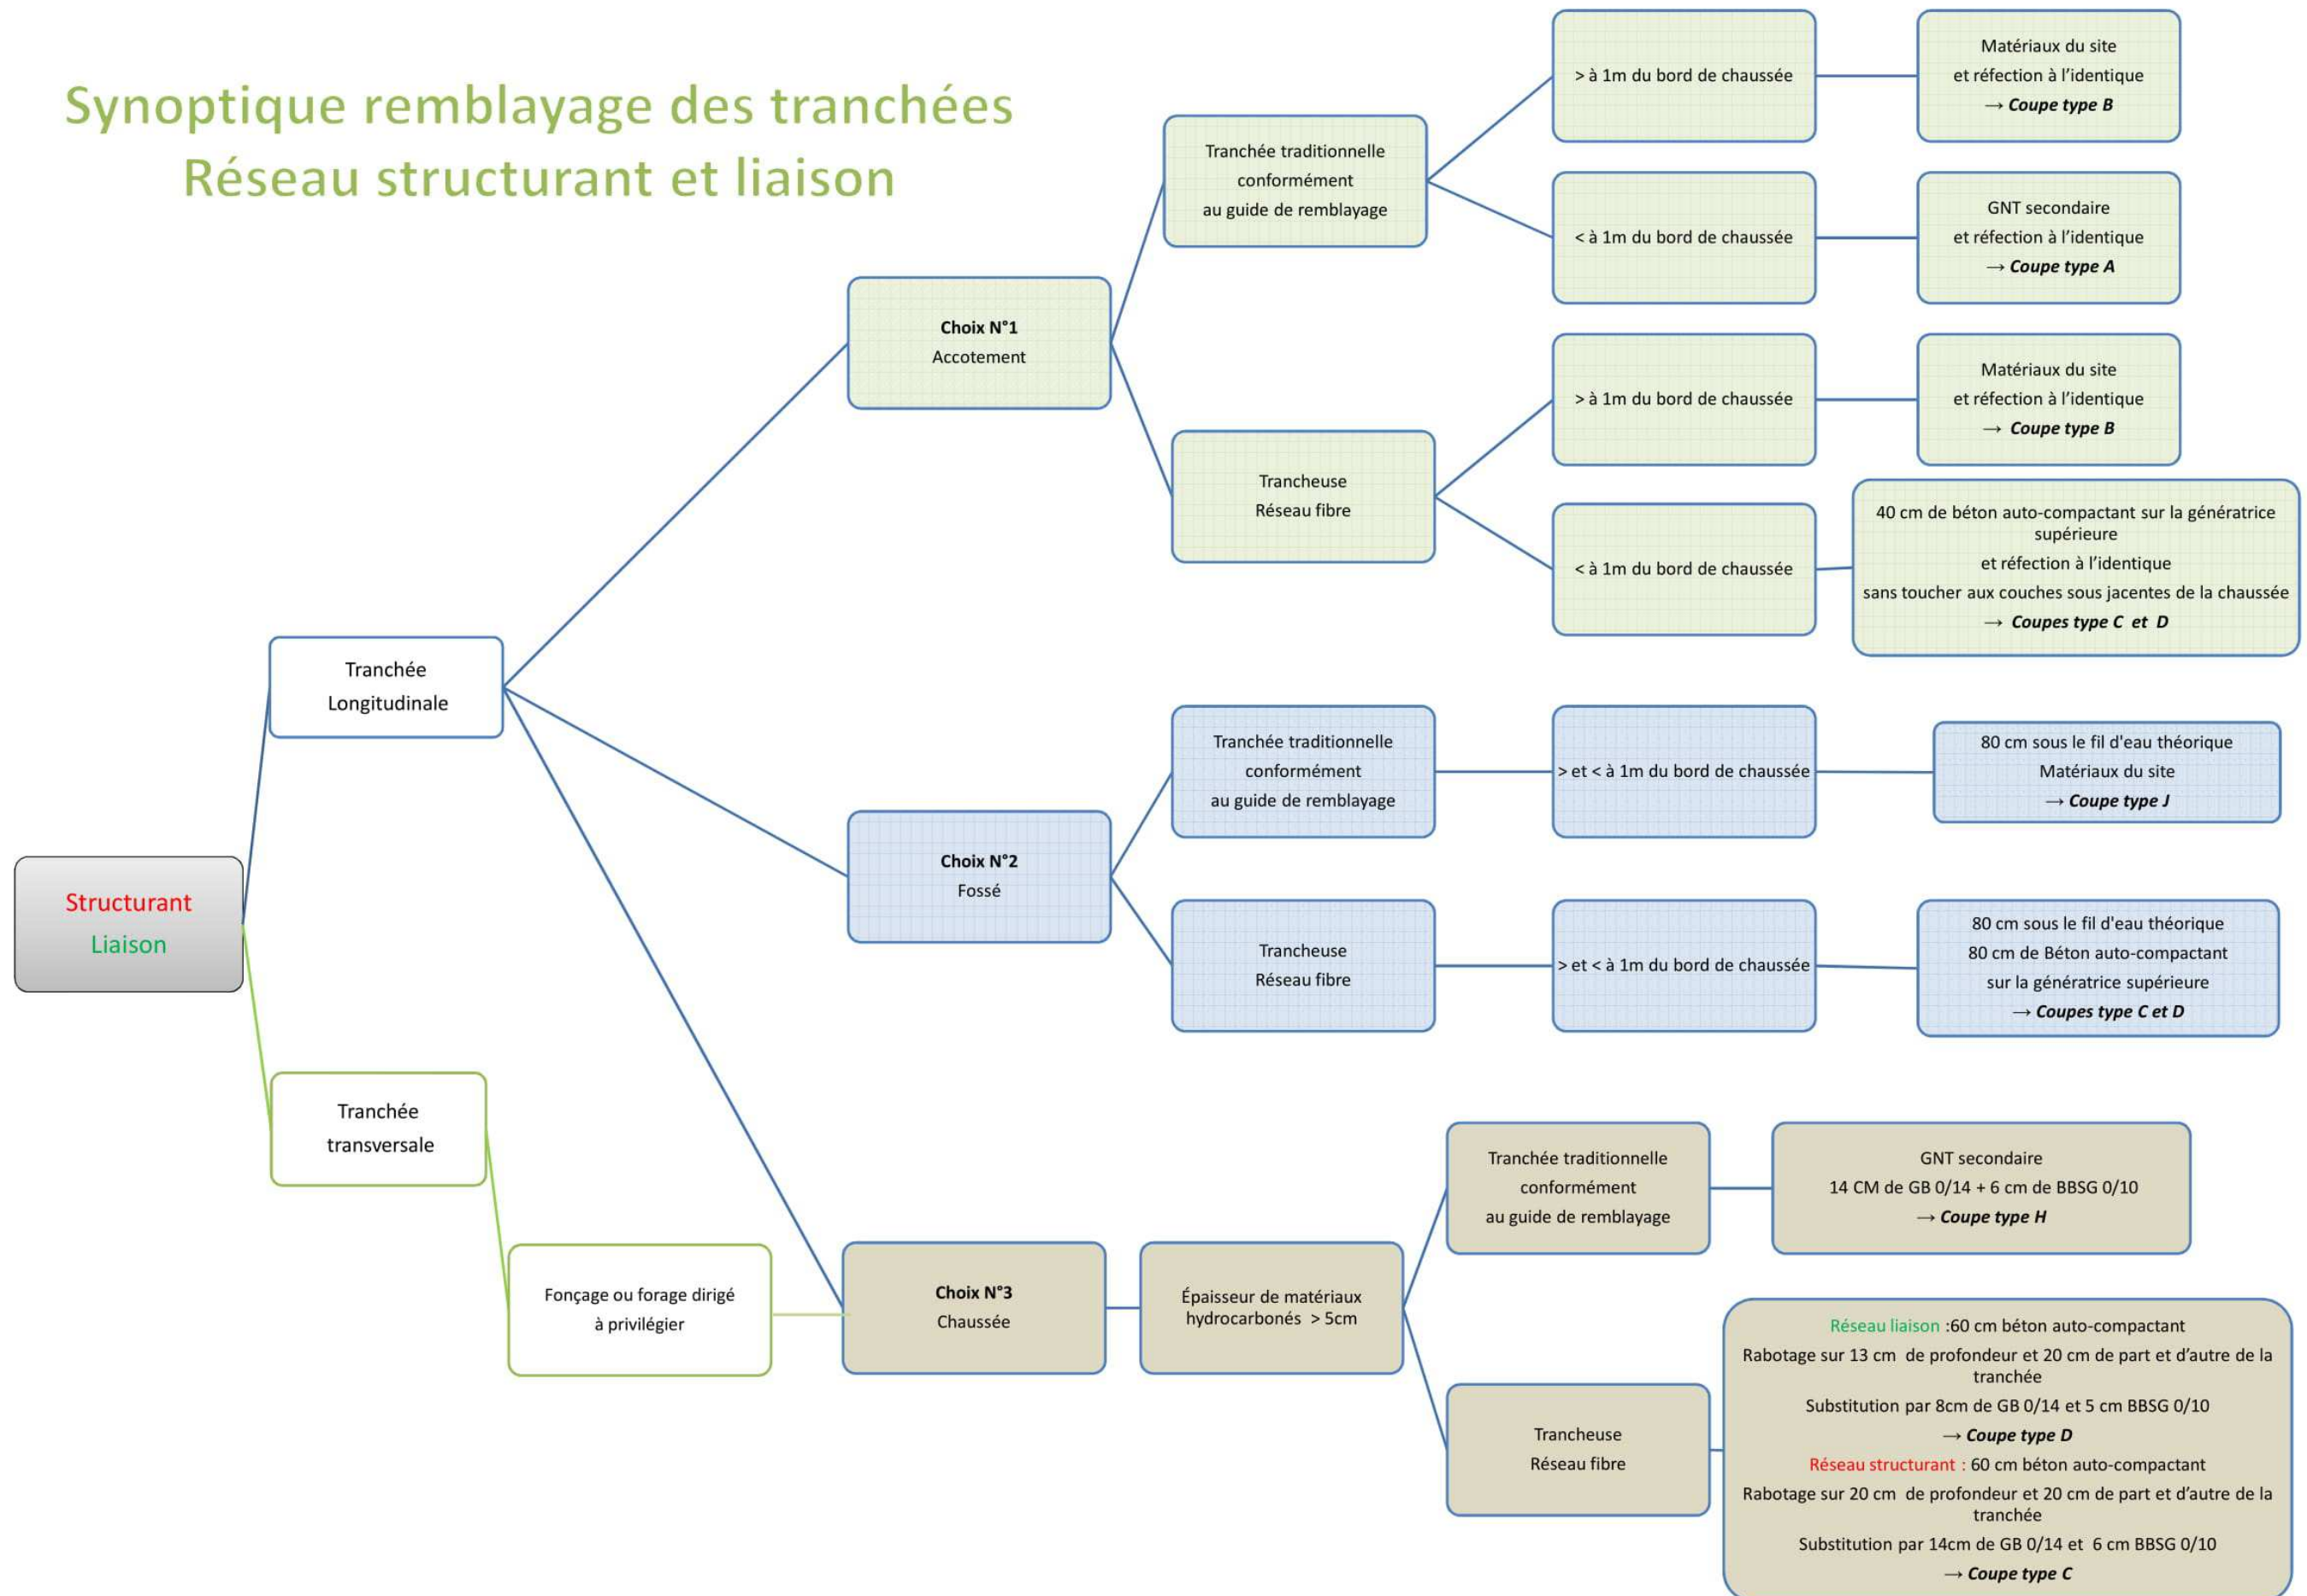 Synoptique remblayage des tranchées
Réseau structurant et liaison
Structurant
Liaison
Tranchée
Longitudinale
Tranchée
transversale
Fonçage ou forage dirigé
à privilégier
Choix N°1
Accotement
Tranchée traditionnelle
conformément
au guide de remblayage
> à 1m du bord de chaussée
Matériaux du site
et réfection à l’identique
→ Coupe type B
< à 1m du bord de chaussée
GNT secondaire
et réfection à l’identique
→ Coupe type A
Trancheuse
Réseau fibre
> à 1m du bord de chaussée
Matériaux du site
et réfection à l’identique
→ Coupe type B
< à 1m du bord de chaussée
40 cm de béton auto-compactant sur la génératrice
supérieure
et réfection à l’identique
sans toucher aux couches sous jacentes de la chaussée
→ Coupes type C et D
Choix N°2
Fossé
Tranchée traditionnelle
conformément
au guide de remblayage
> et < à 1m du bord de chaussée
80 cm sous le fil d'eau théorique
Matériaux du site
→ Coupe type J
Trancheuse
Réseau fibre
> et < à 1m du bord de chaussée
80 cm sous le fil d'eau théorique
80 cm de Béton auto-compactant
sur la génératrice supérieure
→ Coupes type C et D
Choix N°3
Chaussée
Épaisseur de matériaux
hydrocarbonés > 5cm
Tranchée traditionnelle
conformément
au guide de remblayage
GNT secondaire
14 CM de GB 0/14 + 6 cm de BBSG 0/10
→ Coupe type H
Trancheuse
Réseau fibre
Réseau liaison :60 cm béton auto-compactant
Rabotage sur 13 cm de profondeur et 20 cm de part et d’autre de la
tranchée
Substitution par 8cm de GB 0/14 et 5 cm BBSG 0/10
→ Coupe type D
Réseau structurant : 60 cm béton auto-compactant
Rabotage sur 20 cm de profondeur et 20 cm de part et d’autre de la
tranchée
Substitution par 14cm de GB 0/14 et 6 cm BBSG 0/10
→ Coupe type C